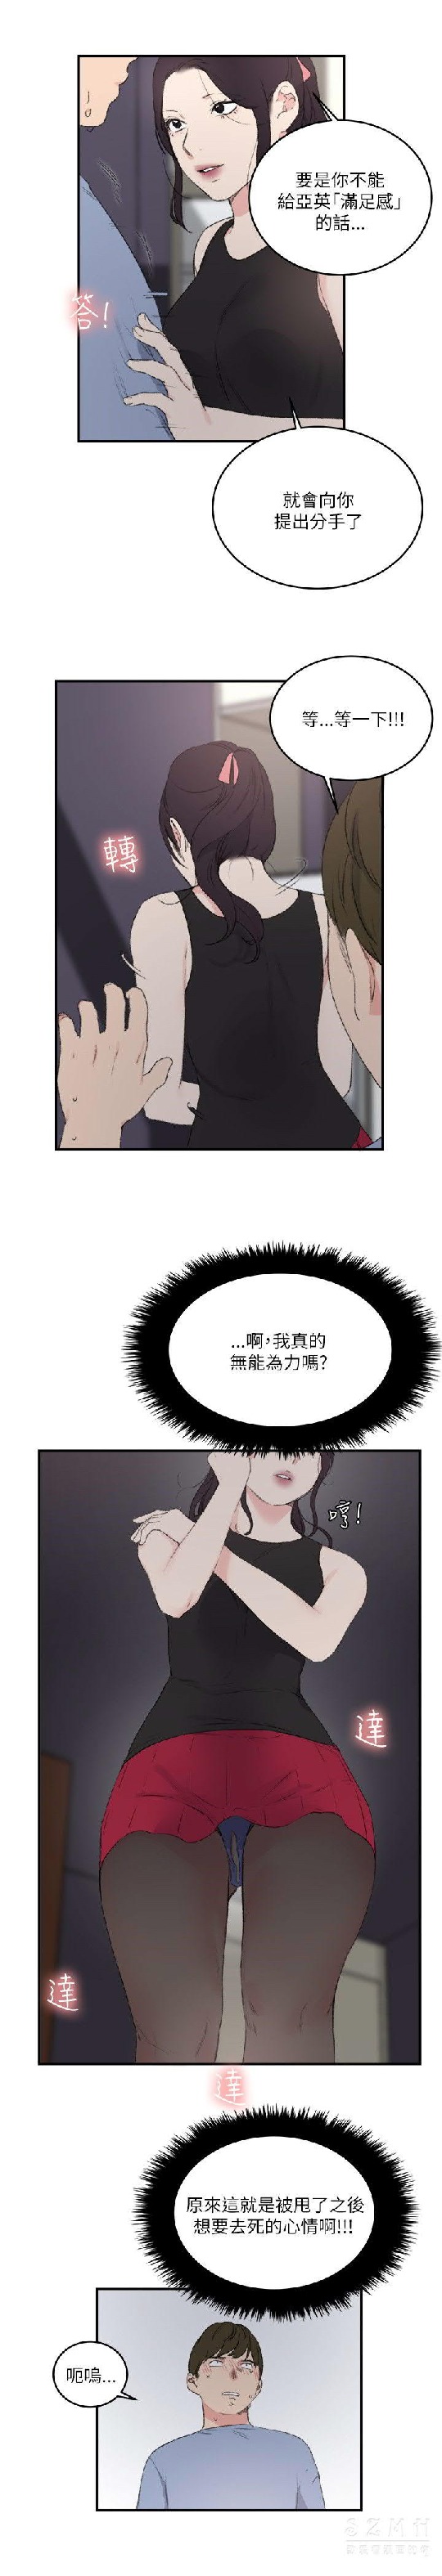 要是你不能
給亞英「滿足感」
的話...
答!
就會向你
提出分手了
等...等一下!!!
轉
...啊,我真的
無能為力嗎?
哼!
達
達
達
原來這就是被甩了之後
想要去死的心情啊!!!
呃嗚...
SZMH